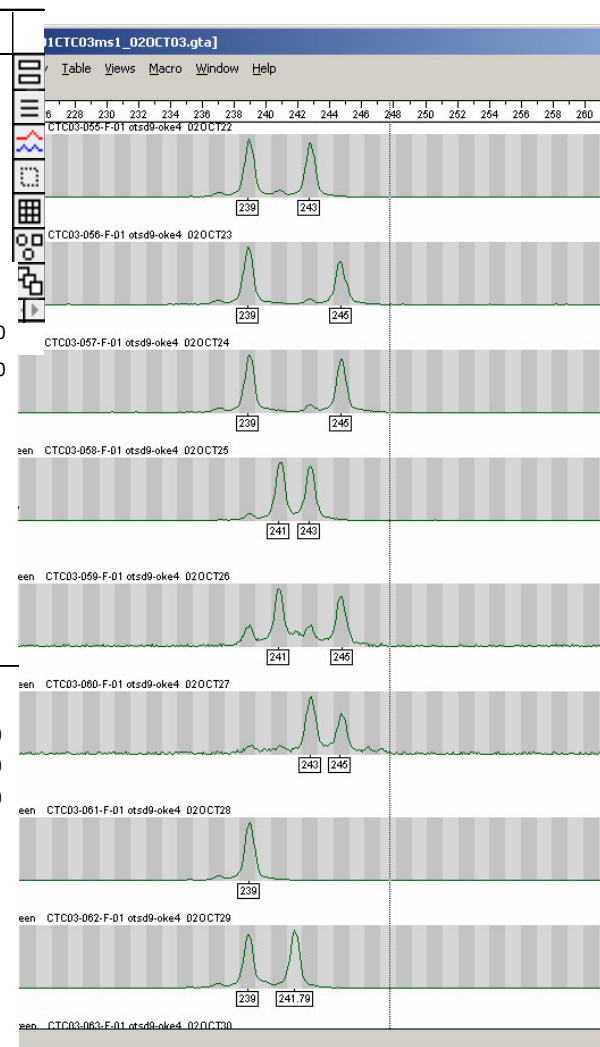 01CTC03ms1_02OCT03.gta]
Table Views Macro Window Help
228 230 232 234 236 238 240 242 244 246 248 250 252 254 256 258 260
CTC03-055-F-01 otsd9-oke4 02OCT22
239 243
CTC03-056-F-01 otsd9-oke4 02OCT23
239 245
CTC03-057-F-01 otsd9-oke4 02OCT24
239 245
een CTC03-058-F-01 otsd9-oke4 02OCT25
241 243
een CTC03-059-F-01 otsd9-oke4 02OCT26
241 245
een CTC03-060-F-01 otsd9-oke4 02OCT27
243 245
een CTC03-061-F-01 otsd9-oke4 02OCT28
239
een CTC03-062-F-01 otsd9-oke4 02OCT29
239 241.79
een CTC03-063-F-01 otsd9-oke4 02OCT30